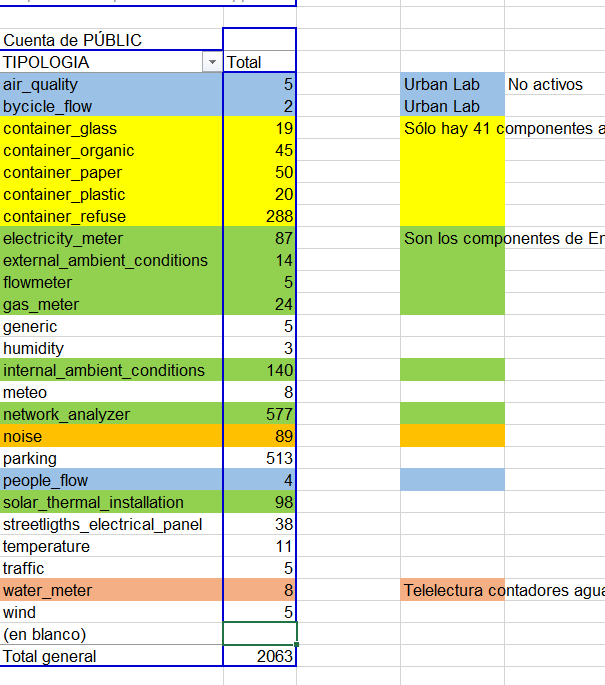 Cuenta de PÚBLIC
TIPOLOGIA Total
air_quality 5 Urban Lab No activos
bycicle_flow 2 Urban Lab
container_glass 19 Sólo hay 41 componentes a
container_organic 45
container_paper 50
container_plastic 20
container_refuse 288
electricity_meter 87 Son los componentes de En
external_ambient_conditions 14
flowmeter 5
gas_meter 24
generic 5
humidity 3
internal_ambient_conditions 140
meteo 8
network_analyzer 577
noise 89
parking 513
people_flow 4
solar_thermal_installation 98
streetligths_electrical_panel 38
temperature 11
traffic 5
water_meter 8 Telelectura contadores agua
wind 5
(en blanco)
Total general 2063